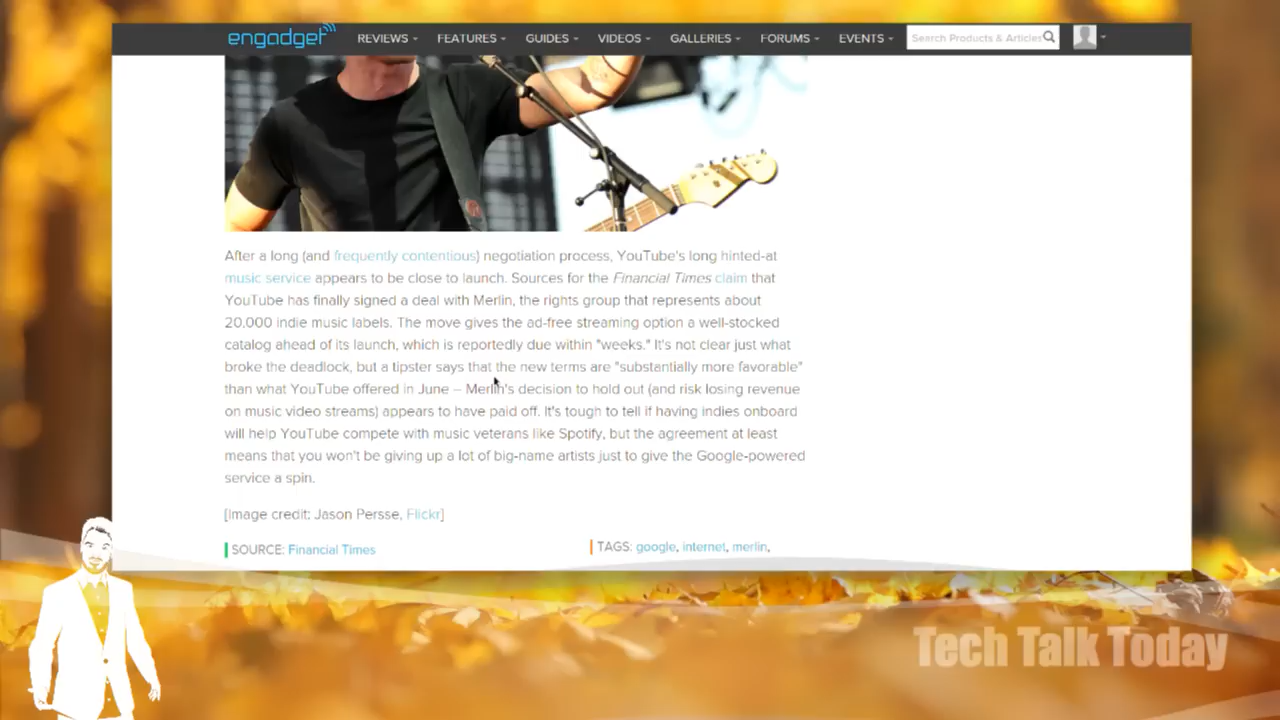 engadget
REVIEWS FEATURES GUIDES VIDEOS GALLERIES FORUMS EVENTS Search Products & Articles
After a long (and frequently contentious) negotiation process, YouTube's long hinted-at
music service appears to be close to launch. Sources for the Financial Times claim that
YouTube has finally signed a deal with Merlin, the rights group that represents about
20,000 indie music labels. The move gives the ad-free streaming option a well-stocked
catalog ahead of its launch, which is reportedly due within "weeks." It's not clear just what
broke the deadlock, but a tipster says that the new terms are "substantially more favorable"
than what YouTube offered in June – Merlin's decision to hold out (and risk losing revenue
on music video streams) appears to have paid off. It's tough to tell if having indies onboard
will help YouTube compete with music veterans like Spotify, but the agreement at least
means that you won't be giving up a lot of big-name artists just to give the Google-powered
service a spin.
[Image credit: Jason Persse, Flickr]
SOURCE: Financial Times
TAGS: google, internet, merlin,
Tech Talk Today